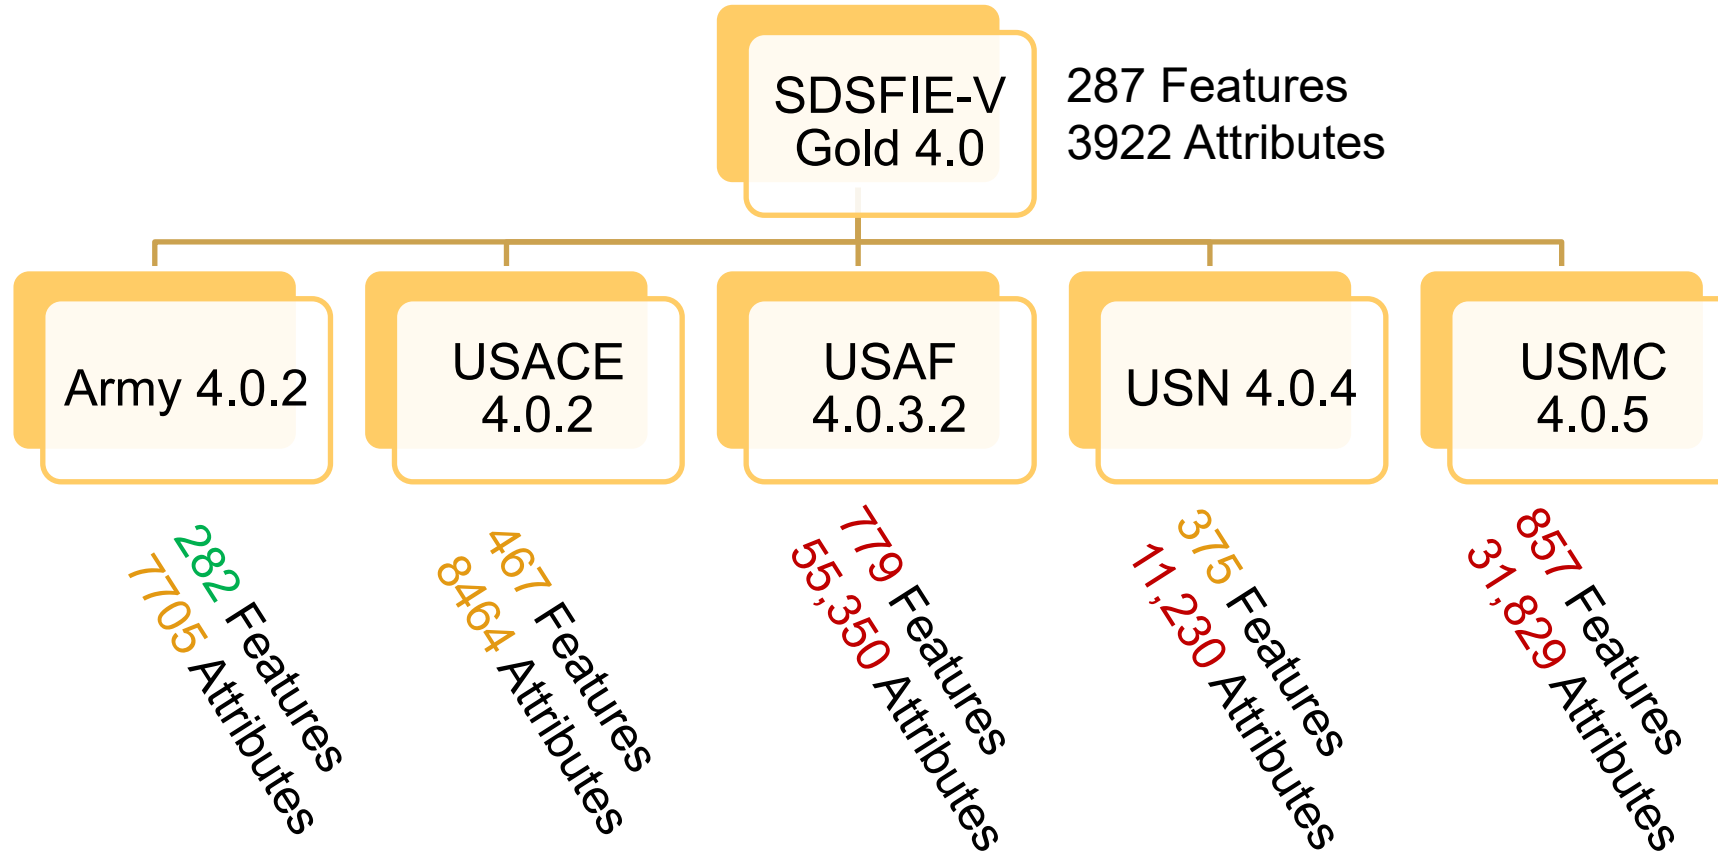 SDSFIE-V
Gold 4.0
287 Features
3922 Attributes
Army 4.0.2
USACE
4.0.2
USAF
4.0.3.2
USN 4.0.4
USMC
4.0.5
282 Features
7705 Attributes
467 Features
8464 Attributes
779 Features
55,350 Attributes
375 Features
11,230 Attributes
857 Features
31,829 Attributes